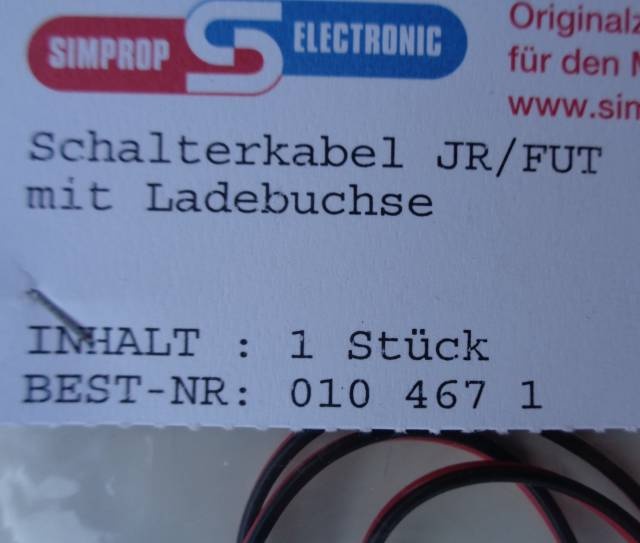 SIMPROP S ELECTRONIC
für den
www.sim
Schalterkabel JR/FUT
mit Ladebuchse
INHALT : 1 Stück
BEST-NR: 010 467 1